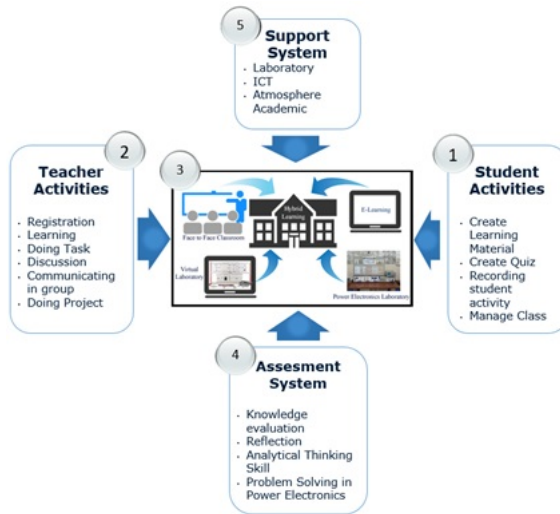 5
Support
System
· Laboratory
· ICT
· Atmosphere
Academic
2
Teacher
Activities
· Registration
· Learning
· Doing Task
· Discussion
· Communicating
in group
· Doing Project
3
Hybrid
Learning
E-Learning
Face to Face Classroom
Virtual
Laboratory
Power Electronics Laboratory
1
Student
Activities
· Create
Learning
Material
· Create Quiz
· Recording
student
activity
· Manage Class
4
Assesment
System
· Knowledge
evaluation
· Reflection
· Analytical Thinking
Skill
· Problem Solving in
Power Electronics